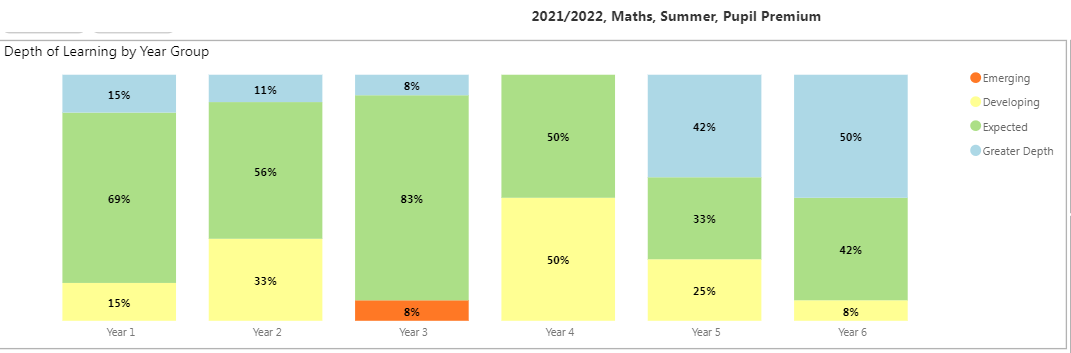 2021/2022, Maths, Summer, Pupil Premium
Depth of Learning by Year Group
15%
69%
15%
11%
56%
33%
8%
83%
8%
50%
50%
42%
33%
25%
50%
42%
8%
Year 1
Year 2
Year 3
Year 4
Year 5
Year 6
Emerging
Developing
Expected
Greater Depth